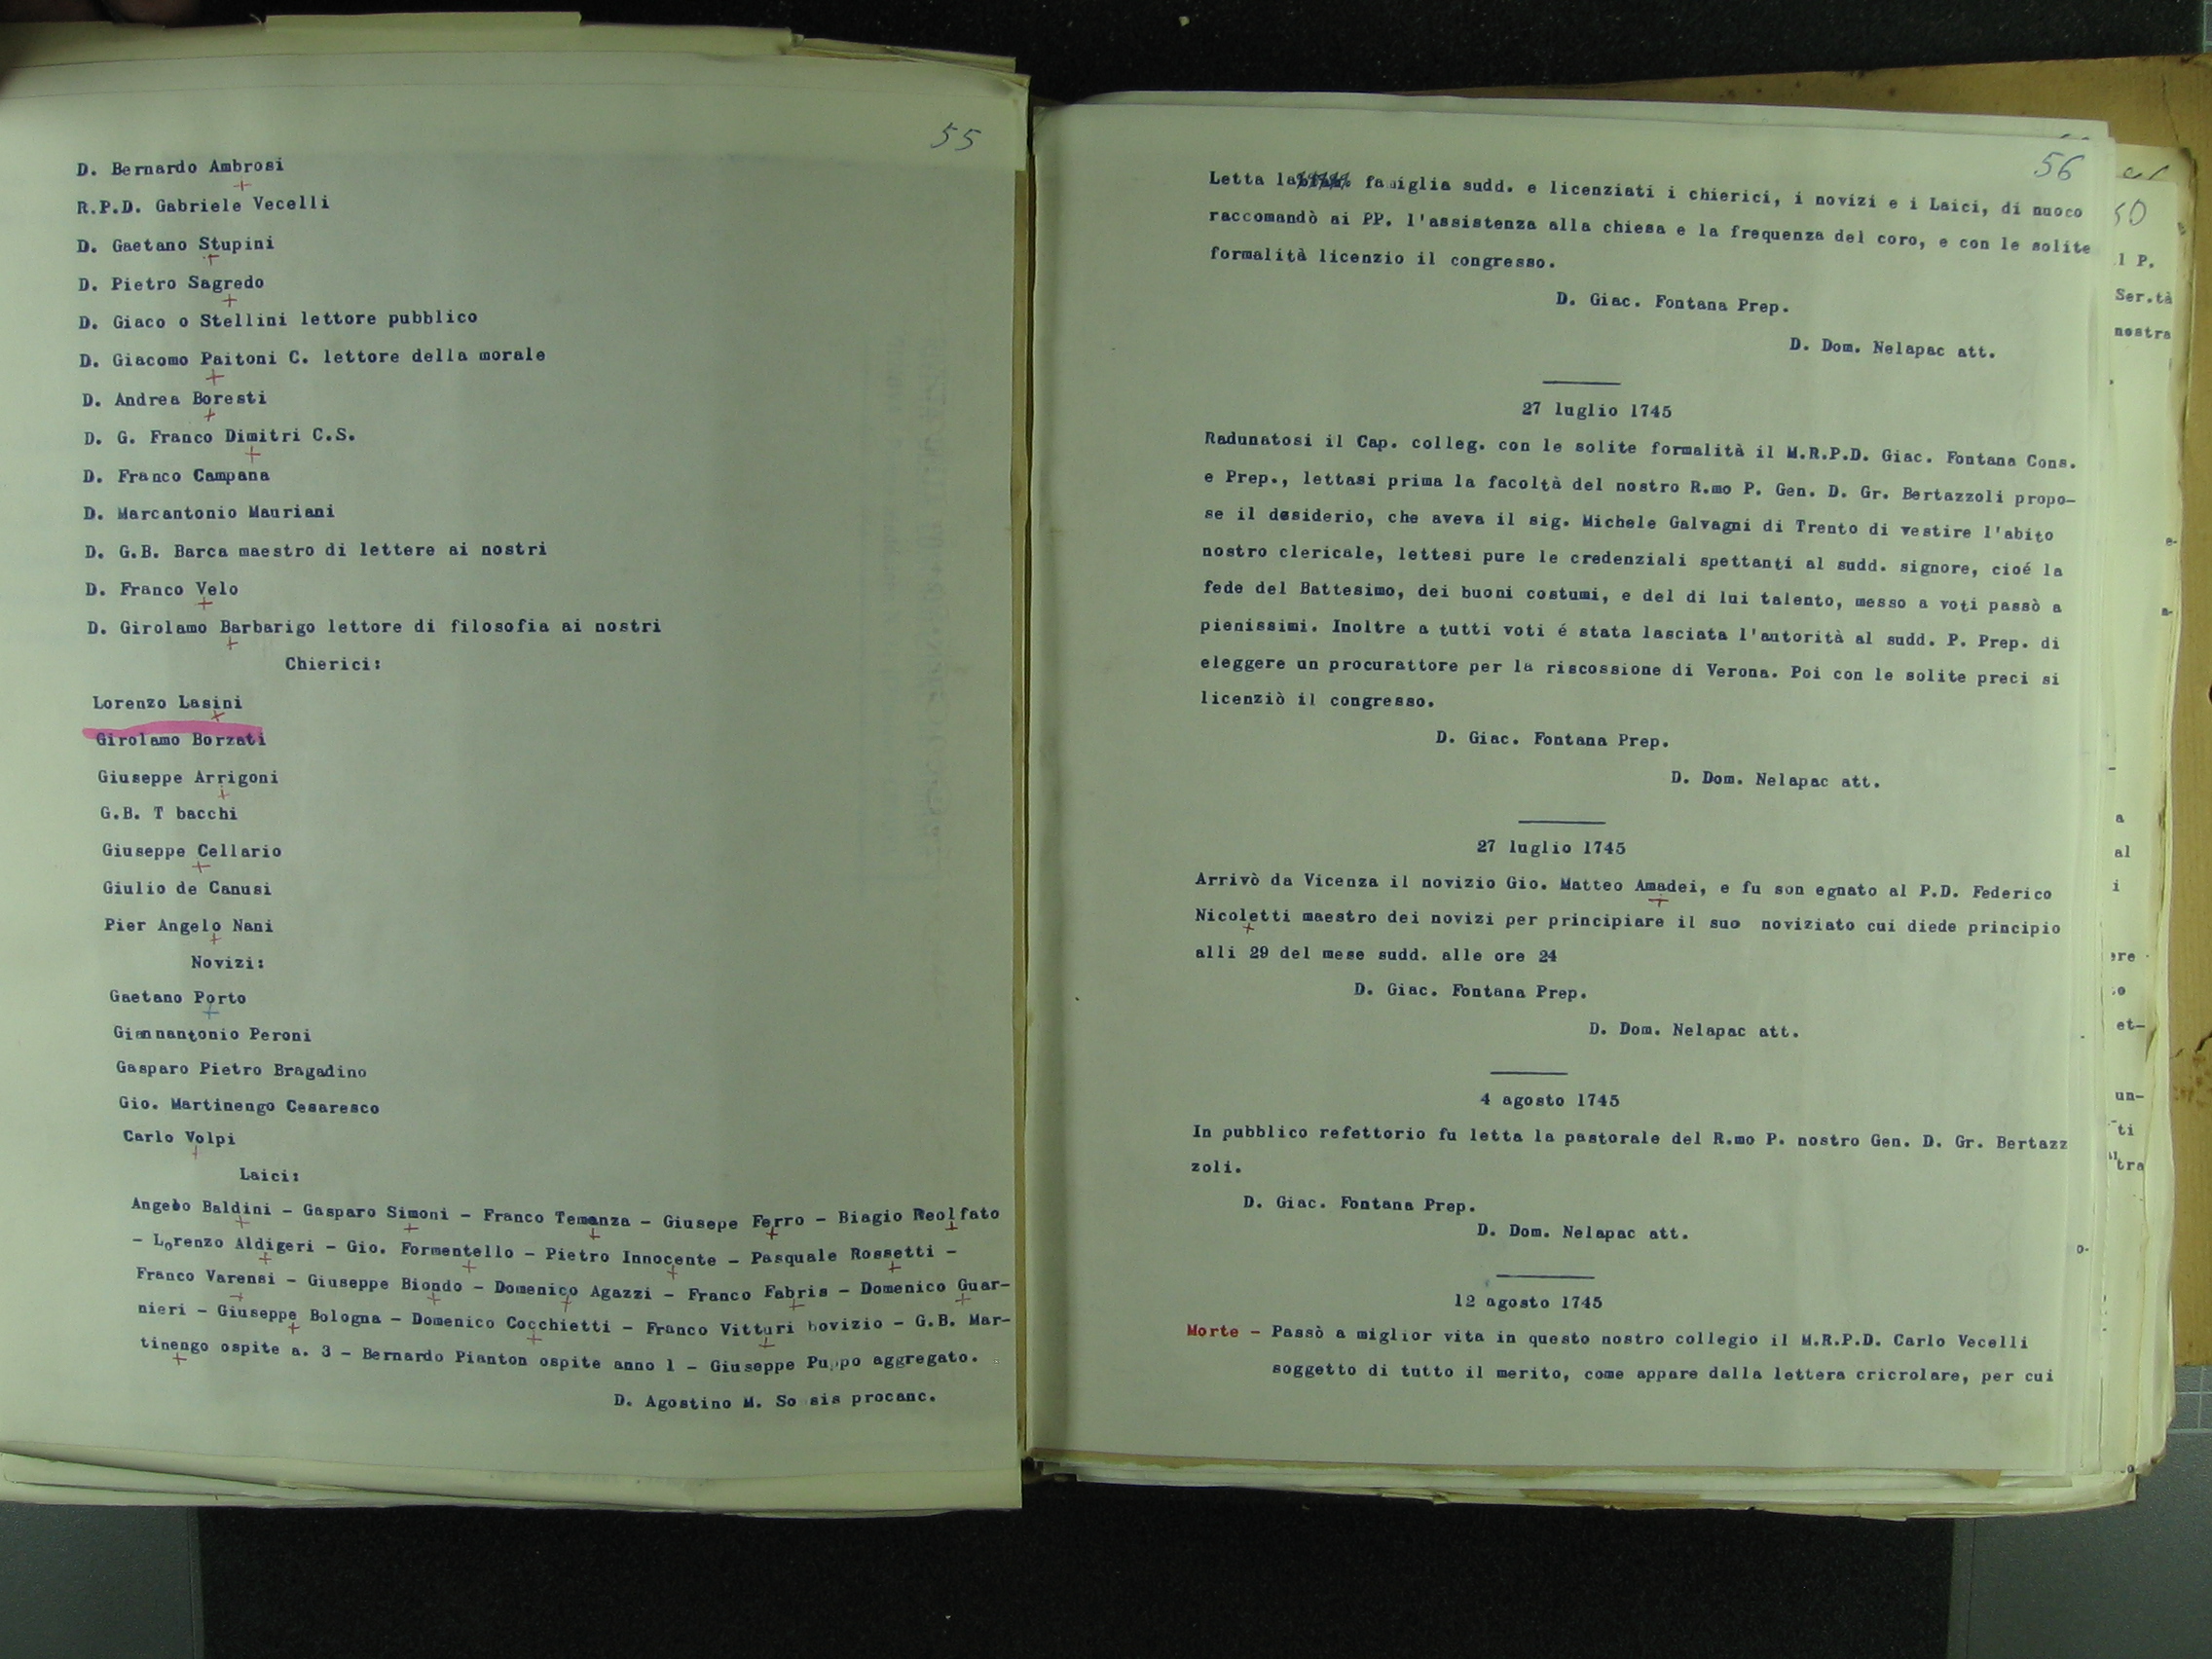 55
D. Bernardo Ambrosi
R.P.D. Gabriele Vecelli
D. Gaetano Stupini
D. Pietro Sagredo
D. Giaco o Stellini lettore pubblico
D. Giacomo Paitoni C. lettore della morale
D. Andrea Boresti
D. G. Franco Dimitri C.S.
D. Franco Campana
D. Marcantonio Mauriani
D. G.B. Barca maestro di lettere ai nostri
D. Franco Velo
D. Girolamo Barbarigo lettore di filosofia ai nostri
Chierici:
Lorenzo Lasini
Girolamo Borzati
Giuseppe Arrigoni
G.B. T bacchi
Giuseppe Cellario
Giulio de Canusi
Pier Angelo Nani
Novizi:
Gaetano Porto
Giannantonio Peroni
Gasparo Pietro Bragadino
Gio. Martinengo Cesaresco
Carlo Volpi
Laici:
Angelo Baldini - Gasparo Simoni - Franco Temanza - Giusepe Ferro - Biagio Reolfato
- Lorenzo Aldigeri - Gio. Formentello - Pietro Innocente - Pasquale Rossetti -
Franco Varensi - Giuseppe Biondo - Domenico Agazzi - Franco Fabris - Domenico Guar-
nieri - Giuseppe Bologna - Domenico Cocchietti - Franco Vitturi novizio - G.B. Mar-
tinengo ospite a. 3 - Bernardo Pianton ospite anno 1 - Giuseppe Puppo aggregato.
D. Agostino M. So sis procanc.
56
Letta la famiglia sudd. e licenziati i chierici, i novizi e i Laici, di nuoco
raccomandò ai PP. l'assistenza alla chiesa e la frequenza del coro, e con le solite
formalità licenzio il congresso.
D. Giac. Fontana Prep.
D. Dom. Nelapac att.
27 luglio 1745
Radunatosi il Cap. colleg. con le solite formalità il M.R.P.D. Giac. Fontana Cons.
e Prep., lettasi prima la facoltà del nostro R.mo P. Gen. D. Gr. Bertazzoli propo-
se il desiderio, che aveva il sig. Michele Galvagni di Trento di vestire l'abito
nostro clericale, lettesi pure le credenziali spettanti al sudd. signore, cioé la
fede del Battesimo, dei buoni costumi, e del di lui talento, messo a voti passò a
pienissimi. Inoltre a tutti voti é stata lasciata l'autorità al sudd. P. Prep. di
eleggere un procurattore per la riscossione di Verona. Poi con le solite preci si
licenziò il congresso.
D. Giac. Fontana Prep.
D. Dom. Nelapac att.
27 luglio 1745
Arrivò da Vicenza il novizio Gio. Matteo Amadei, e fu son egnato al P.D. Federico
Nicoletti maestro dei novizi per principiare il suo noviziato cui diede principio
alli 29 del mese sudd. alle ore 24
D. Giac. Fontana Prep.
D. Dom. Nelapac att.
4 agosto 1745
In pubblico refettorio fu letta la pastorale del R.mo P. nostro Gen. D. Gr. Bertazz
zoli.
D. Giac. Fontana Prep.
D. Dom. Nelapac att.
12 agosto 1745
Morte - Passò a miglior vita in questo nostro collegio il M.R.P.D. Carlo Vecelli
soggetto di tutto il merito, come appare dalla lettera cricrolare, per cui
l P.
Ser.tà
nostra